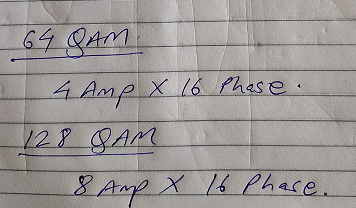 64 QAM
4 Amp X 16 Phase.
128 QAM
8 Amp X 16 Phase.